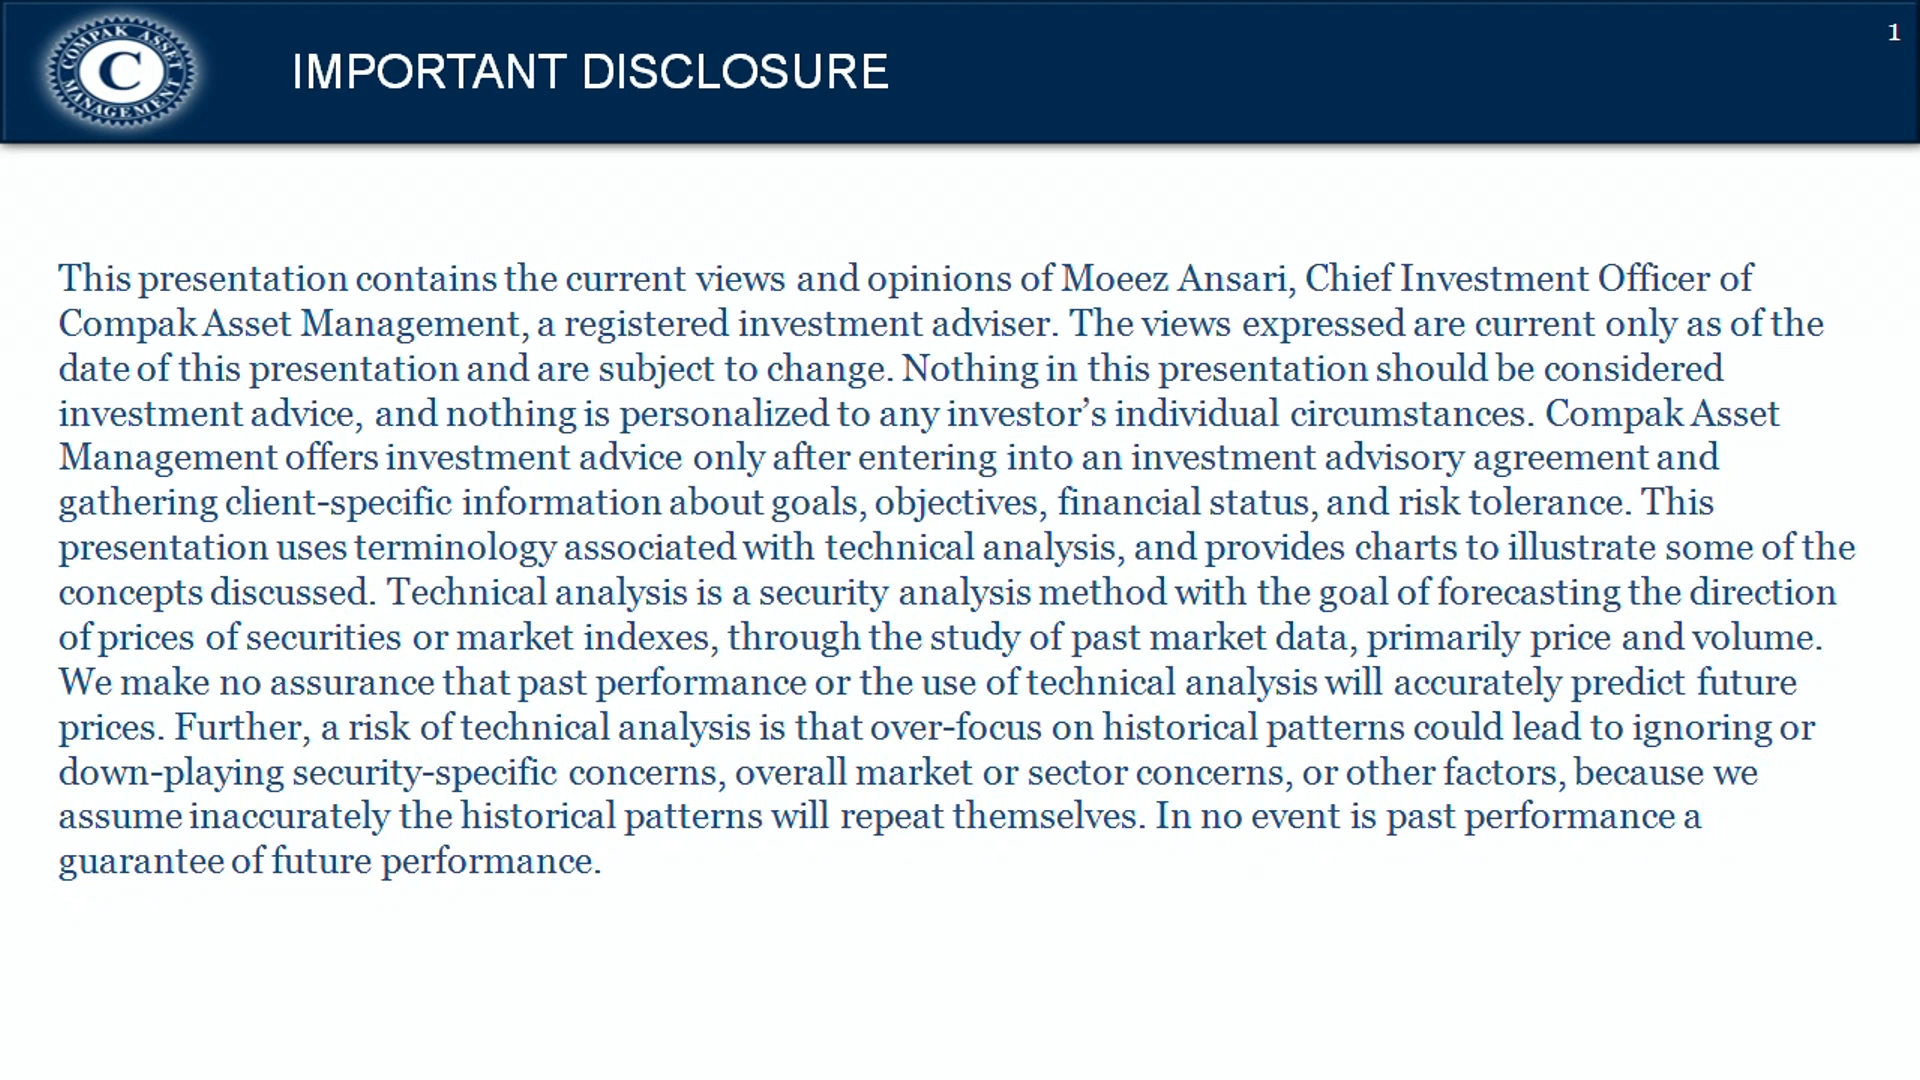 COMPAK ASSET
C
MANAGEMENT
IMPORTANT DISCLOSURE
1
This presentation contains the current views and opinions of Moeez Ansari, Chief Investment Officer of
Compak Asset Management, a registered investment adviser. The views expressed are current only as of the
date of this presentation and are subject to change. Nothing in this presentation should be considered
investment advice, and nothing is personalized to any investor’s individual circumstances. Compak Asset
Management offers investment advice only after entering into an investment advisory agreement and
gathering client-specific information about goals, objectives, financial status, and risk tolerance. This
presentation uses terminology associated with technical analysis, and provides charts to illustrate some of the
concepts discussed. Technical analysis is a security analysis method with the goal of forecasting the direction
of prices of securities or market indexes, through the study of past market data, primarily price and volume.
We make no assurance that past performance or the use of technical analysis will accurately predict future
prices. Further, a risk of technical analysis is that over-focus on historical patterns could lead to ignoring or
down-playing security-specific concerns, overall market or sector concerns, or other factors, because we
assume inaccurately the historical patterns will repeat themselves. In no event is past performance a
guarantee of future performance.